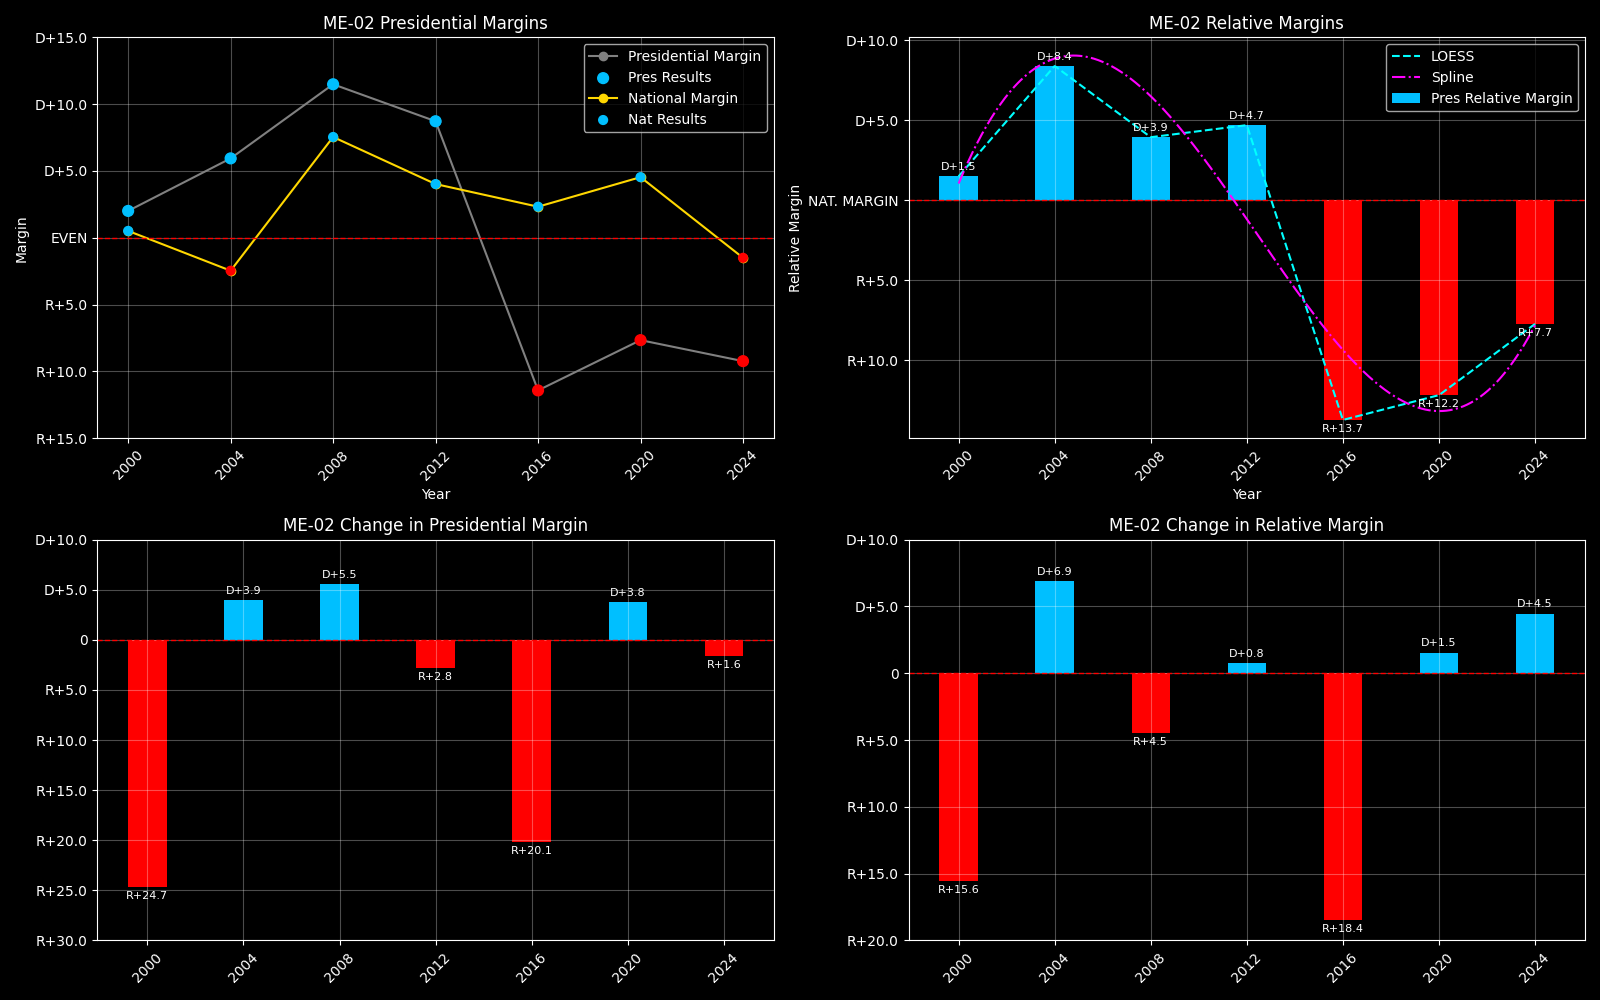 ME-02 Presidential Margins
D+15.0
D+10.0
D+5.0
EVEN
R+5.0
R+10.0
R+15.0
Margin
Presidential Margin
Pres Results
National Margin
Nat Results
2000
2004
2008
2012
2016
2020
2024
Year
ME-02 Relative Margins
D+10.0
D+5.0
NAT. MARGIN
R+5.0
R+10.0
Relative Margin
LOESS
Spline
Pres Relative Margin
D+1.5
D+8.4
D+3.9
D+4.7
R+13.7
R+12.2
R+7.7
2000
2004
2008
2012
2016
2020
2024
Year
ME-02 Change in Presidential Margin
D+10.0
D+5.0
0
R+5.0
R+10.0
R+15.0
R+20.0
R+25.0
R+30.0
R+24.7
D+3.9
D+5.5
R+2.8
R+20.1
D+3.8
R+1.6
2000
2004
2008
2012
2016
2020
2024
ME-02 Change in Relative Margin
D+10.0
D+5.0
0
R+5.0
R+10.0
R+15.0
R+20.0
R+15.6
D+6.9
R+4.5
D+0.8
R+18.4
D+1.5
D+4.5
2000
2004
2008
2012
2016
2020
2024